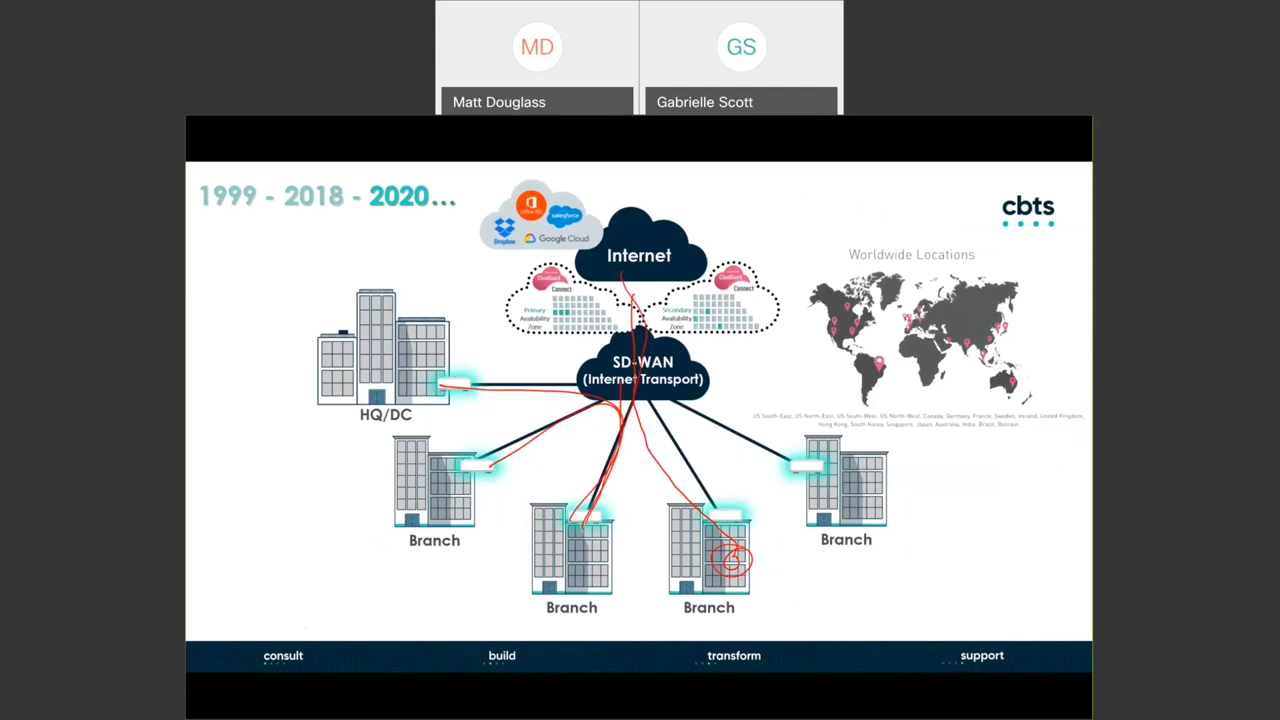 MD
GS
Matt Douglass
Gabrielle Scott
1999 - 2018 - 2020...
cbts
Office 365
salesforce
Dropbox
Google Cloud
Internet
CloudGuard
Connect
CloudGuard
Connect
Primary
Availability
Zone
Secondary
Availability
Zone
Worldwide Locations
SD-WAN
(Internet Transport)
US South-East, US North-East, US South-West, US North-West, Canada, Germany, France, Sweden, Ireland, United Kingdom,
Hong Kong, South Korea, Singapore, Japan, Australia, India, Brazil, Bahrain
HQ/DC
Branch
Branch
Branch
Branch
consult
build
transform
support